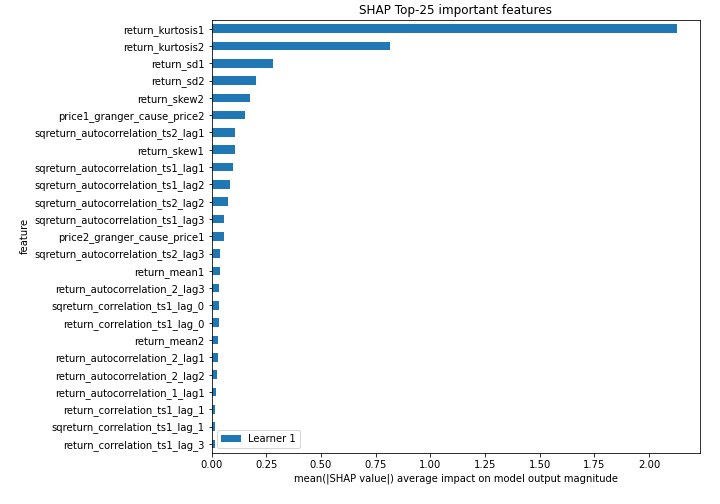 SHAP Top-25 important features
return_kurtosis1
return_kurtosis2
return_sd1
return_sd2
return_skew2
price1_granger_cause_price2
sqreturn_autocorrelation_ts2_lag1
return_skew1
sqreturn_autocorrelation_ts1_lag1
sqreturn_autocorrelation_ts1_lag2
sqreturn_autocorrelation_ts2_lag2
sqreturn_autocorrelation_ts1_lag3
price2_granger_cause_price1
sqreturn_autocorrelation_ts2_lag3
return_mean1
return_autocorrelation_2_lag3
sqreturn_correlation_ts1_lag_0
return_correlation_ts1_lag_0
return_mean2
return_autocorrelation_2_lag1
return_autocorrelation_2_lag2
return_autocorrelation_1_lag1
return_correlation_ts1_lag_1
sqreturn_correlation_ts1_lag_1
return_correlation_ts1_lag_3
feature
Learner 1
0.00 0.25 0.50 0.75 1.00 1.25 1.50 1.75 2.00
mean(|SHAP value|) average impact on model output magnitude